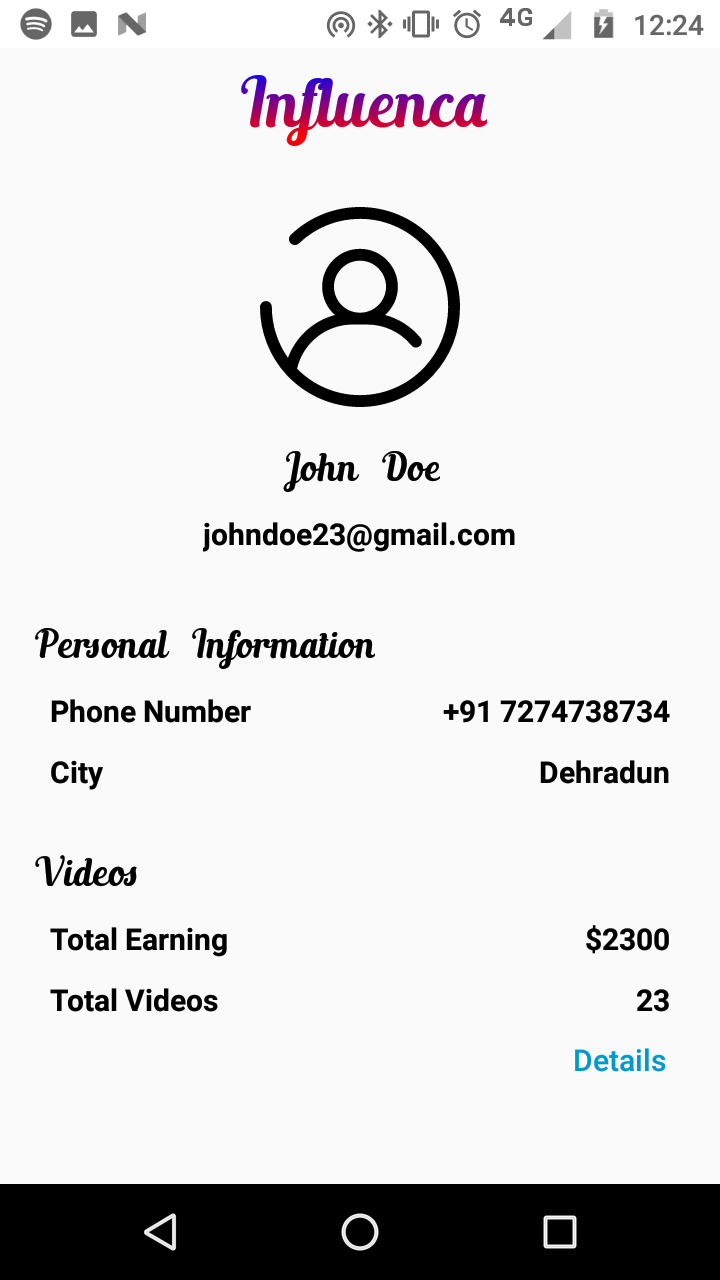 4G 12:24
Influenca
John Doe
johndoe23@gmail.com
Personal Information
Phone Number +91 7274738734
City Dehradun
Videos
Total Earning $2300
Total Videos 23
Details